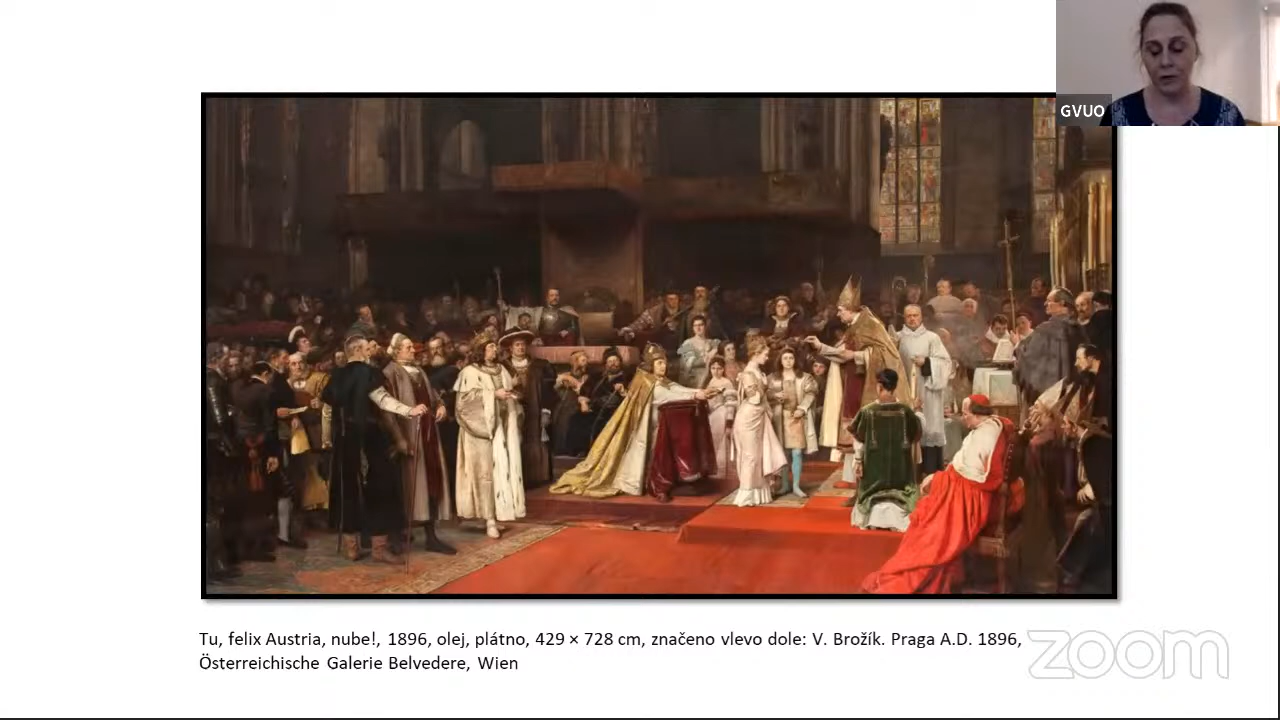 GVUO
Tu, felix Austria, nube!, 1896, olej, plátno, 429 × 728 cm, značeno vlevo dole: V. Brožík. Praga A.D. 1896,
Österreichische Galerie Belvedere, Wien
zoom